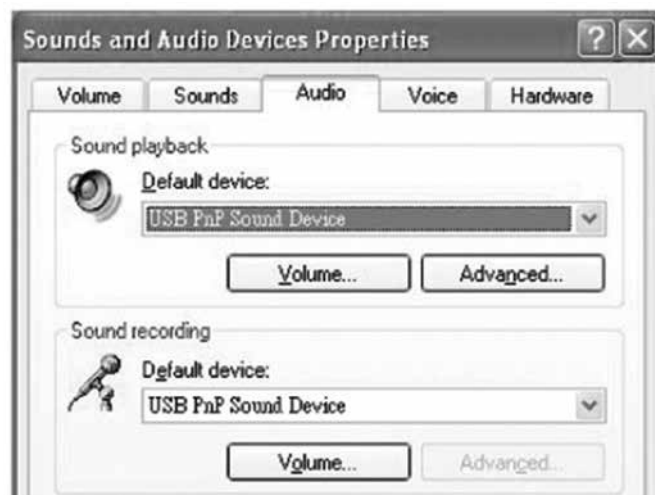 Sounds and Audio Devices Properties
Volume Sounds Audio Voice Hardware
Sound playback
Default device:
USB PnP Sound Device
Volume... Advanced...
Sound recording
Default device:
USB PnP Sound Device
Volume... Advanced...